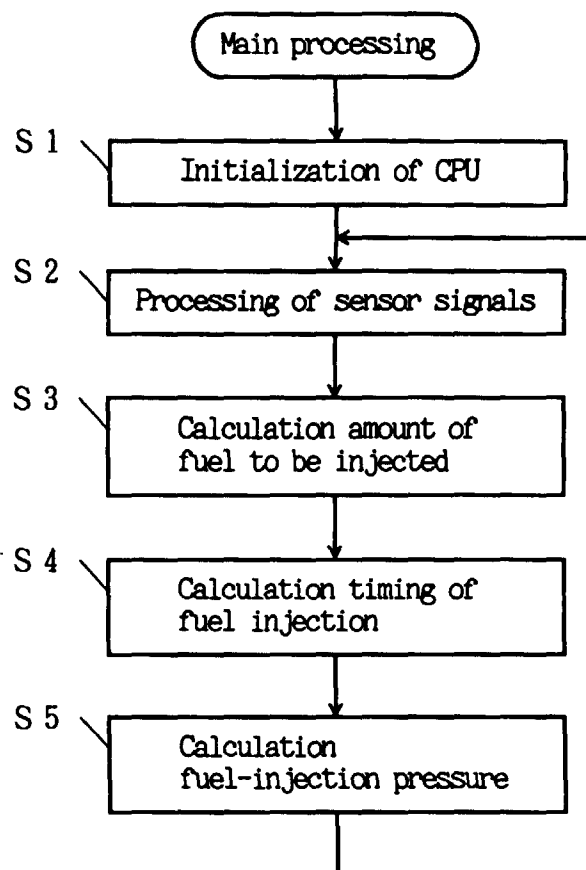 Main processing
S 1
Initialization of CPU
S 2
Processing of sensor signals
S 3
Calculation amount of
fuel to be injected
S 4
Calculation timing of
fuel injection
S 5
Calculation
fuel-injection pressure